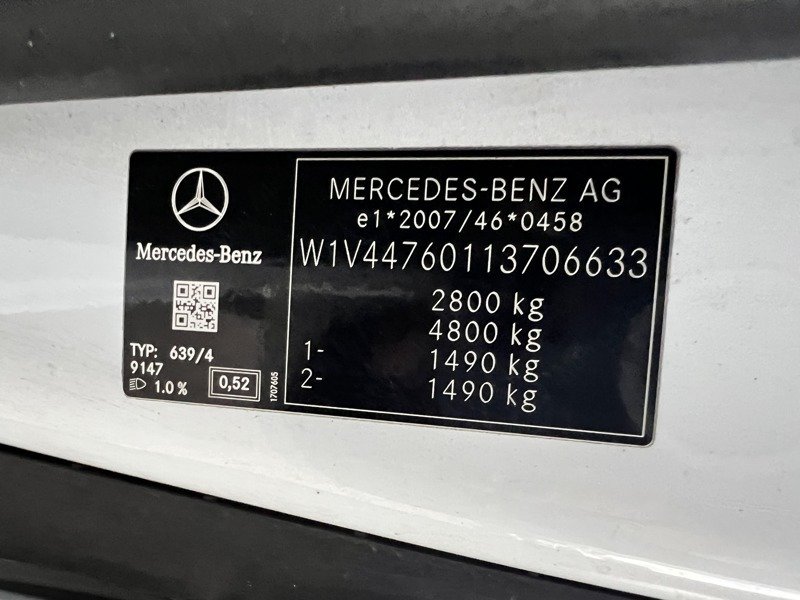 Mercedes-Benz
TYP: 639/4
9147
1.0%
0,52
1707605
MERCEDES-BENZ AG
e1*2007/46*0458
W1V44760113706633
2800 kg
4800 kg
1- 1490 kg
2- 1490 kg